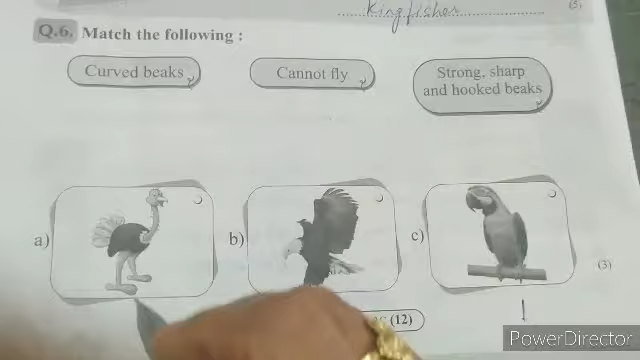 Kingfisher
(5)
Q.6. Match the following :
Curved beaks
Cannot fly
Strong, sharp
and hooked beaks
a)
b)
c)
(3)
(12)
PowerDirector